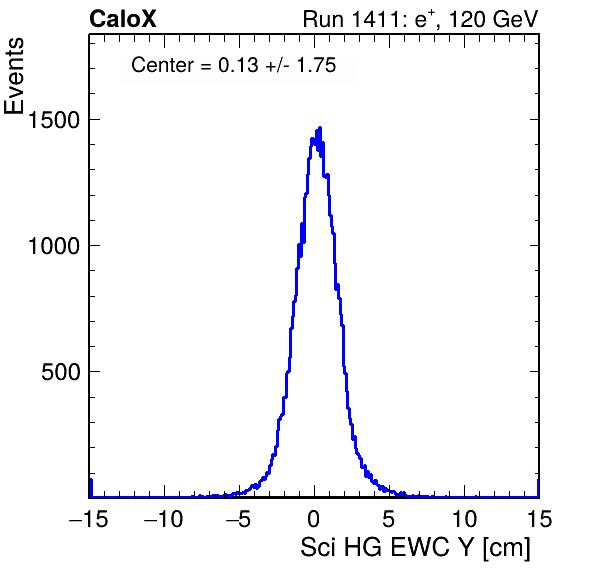 CaloX Run 1411: e⁺, 120 GeV
Center = 0.13 +/- 1.75
Events
1500
1000
500
−15 −10 −5 0 5 10 15
Sci HG EWC Y [cm]